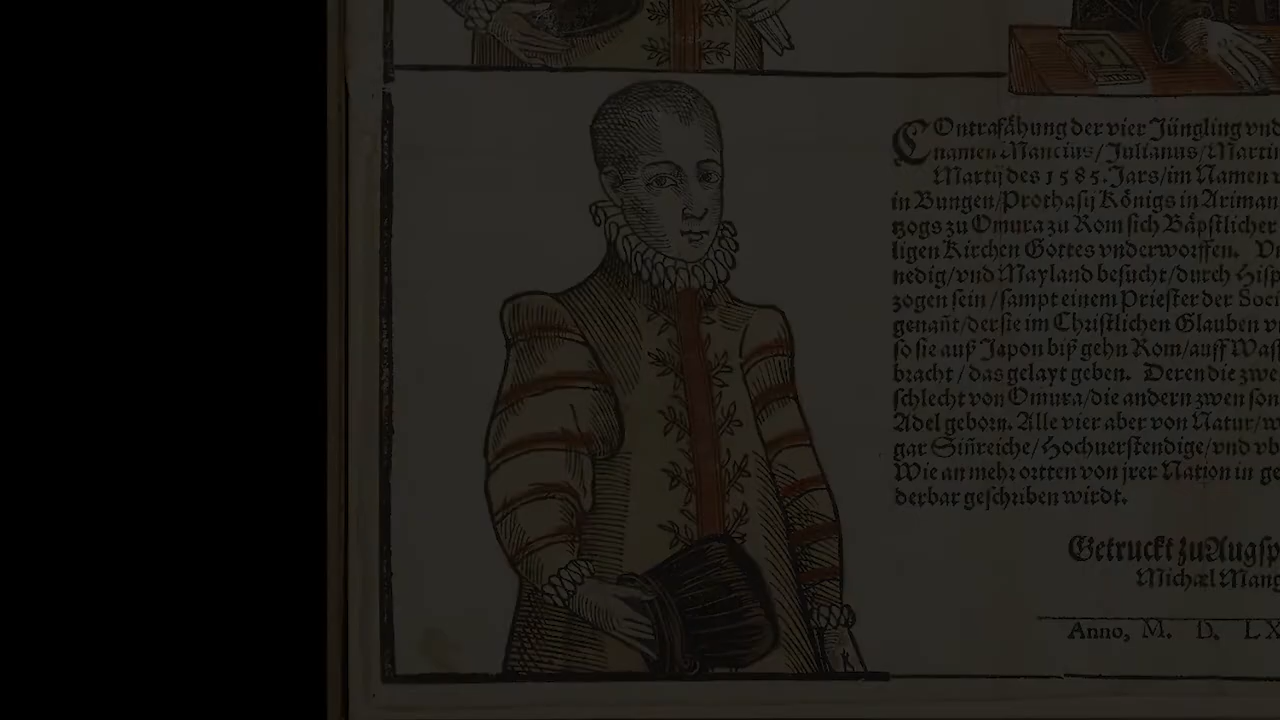 COntrafähung der vier Jüngling vnd
namen Mancius/Julianus/Marti
Martij des 1585. Jars/im Namen
in Bungen/Prothasij Königs in Ariman
tzogs zu Omura zu Rom sich Bäpstlicher
ligen Kirchen Gottes vnderworffen.
nedig/vnd Mayland besucht/durch Hisp
zogen sein/sampt einem Priester der Soci
genañt/der sie im Christlichen Glauben
so sie auß Japon biß gehn Rom/auff Wass
bracht/das gelayt geben. Deren die zwe
schlecht von Omura/die andern zwen son
Adel geborn. Alle vier aber von Natur/
gar Siñreiche/Hochuerstendige/vnd vb
Wie an mehr ortten von jrer Nation in ge
derbar geschriben wirdt.
Getruckt zu Augsp
Michael Mang
Anno, M. D. LX